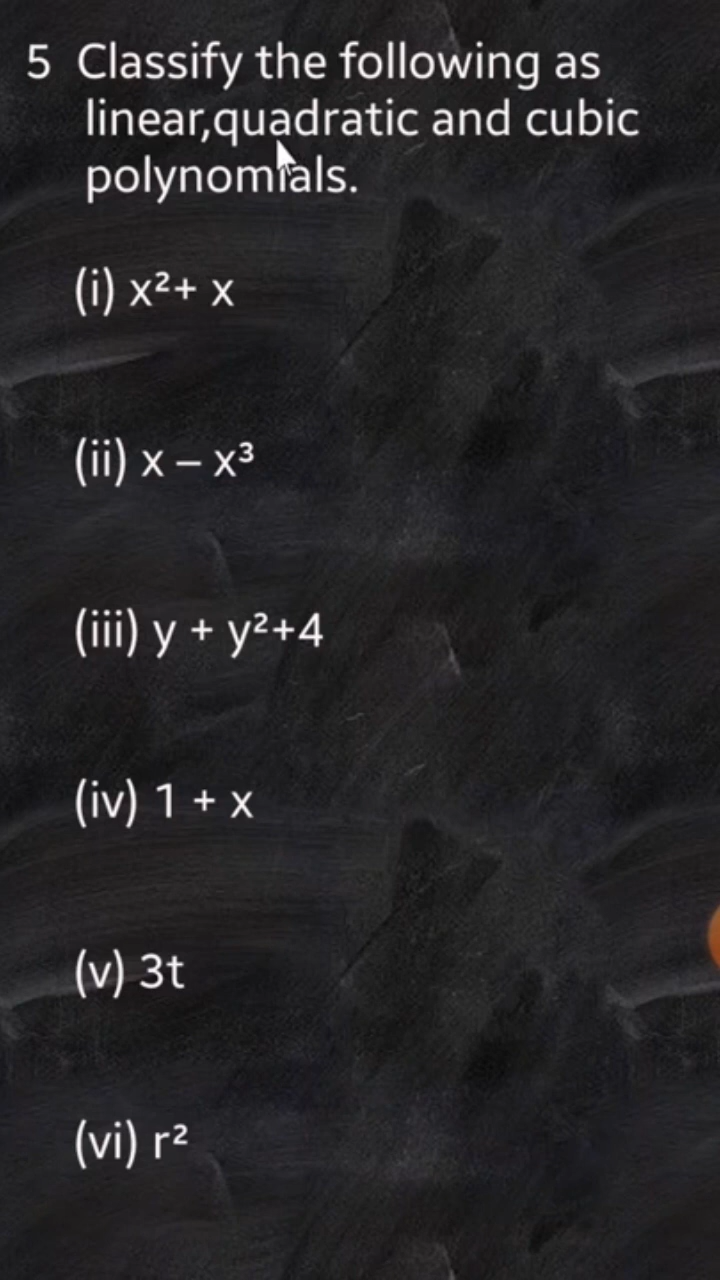 5 Classify the following as
linear,quadratic and cubic
polynomials.
(i) x²+ x
(ii) x – x³
(iii) y + y²+4
(iv) 1 + x
(v) 3t
(vi) r²